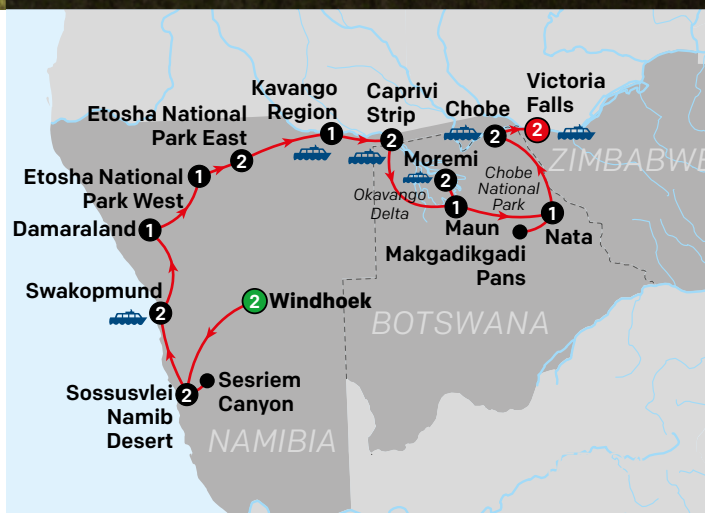 Kavango
Region
1
Caprivi
Strip
2
Chobe
2
Victoria
Falls
2
Etosha National
Park East
2
Moremi
2
ZIMBABWE
Etosha National
Park West
1
Okavango
Delta
Chobe
National
Park
Damaraland
1
Maun
1
Nata
1
Makgadikgadi
Pans
Swakopmund
2
2
Windhoek
BOTSWANA
Sossusvlei
Namib
Desert
2
Sesriem
Canyon
NAMIBIA